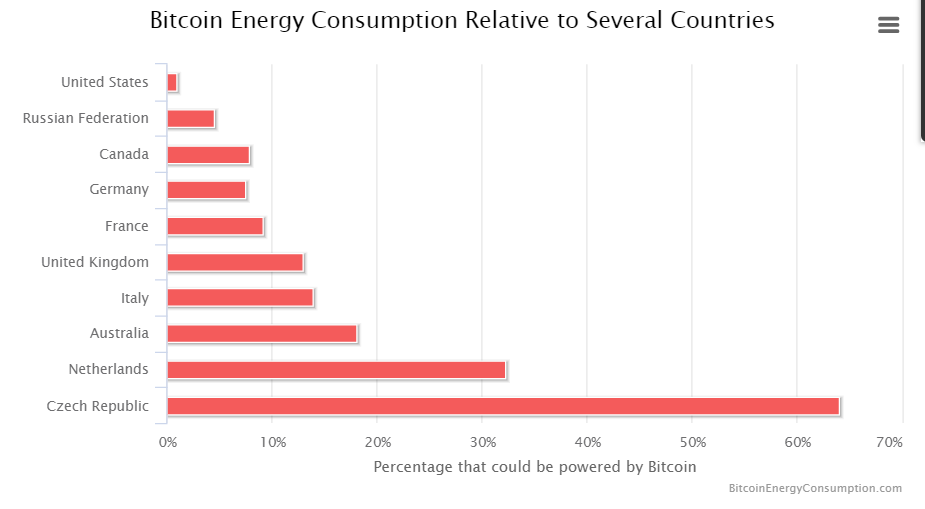 Bitcoin Energy Consumption Relative to Several Countries
United States
Russian Federation
Canada
Germany
France
United Kingdom
Italy
Australia
Netherlands
Czech Republic
0% 10% 20% 30% 40% 50% 60% 70%
Percentage that could be powered by Bitcoin
BitcoinEnergyConsumption.com